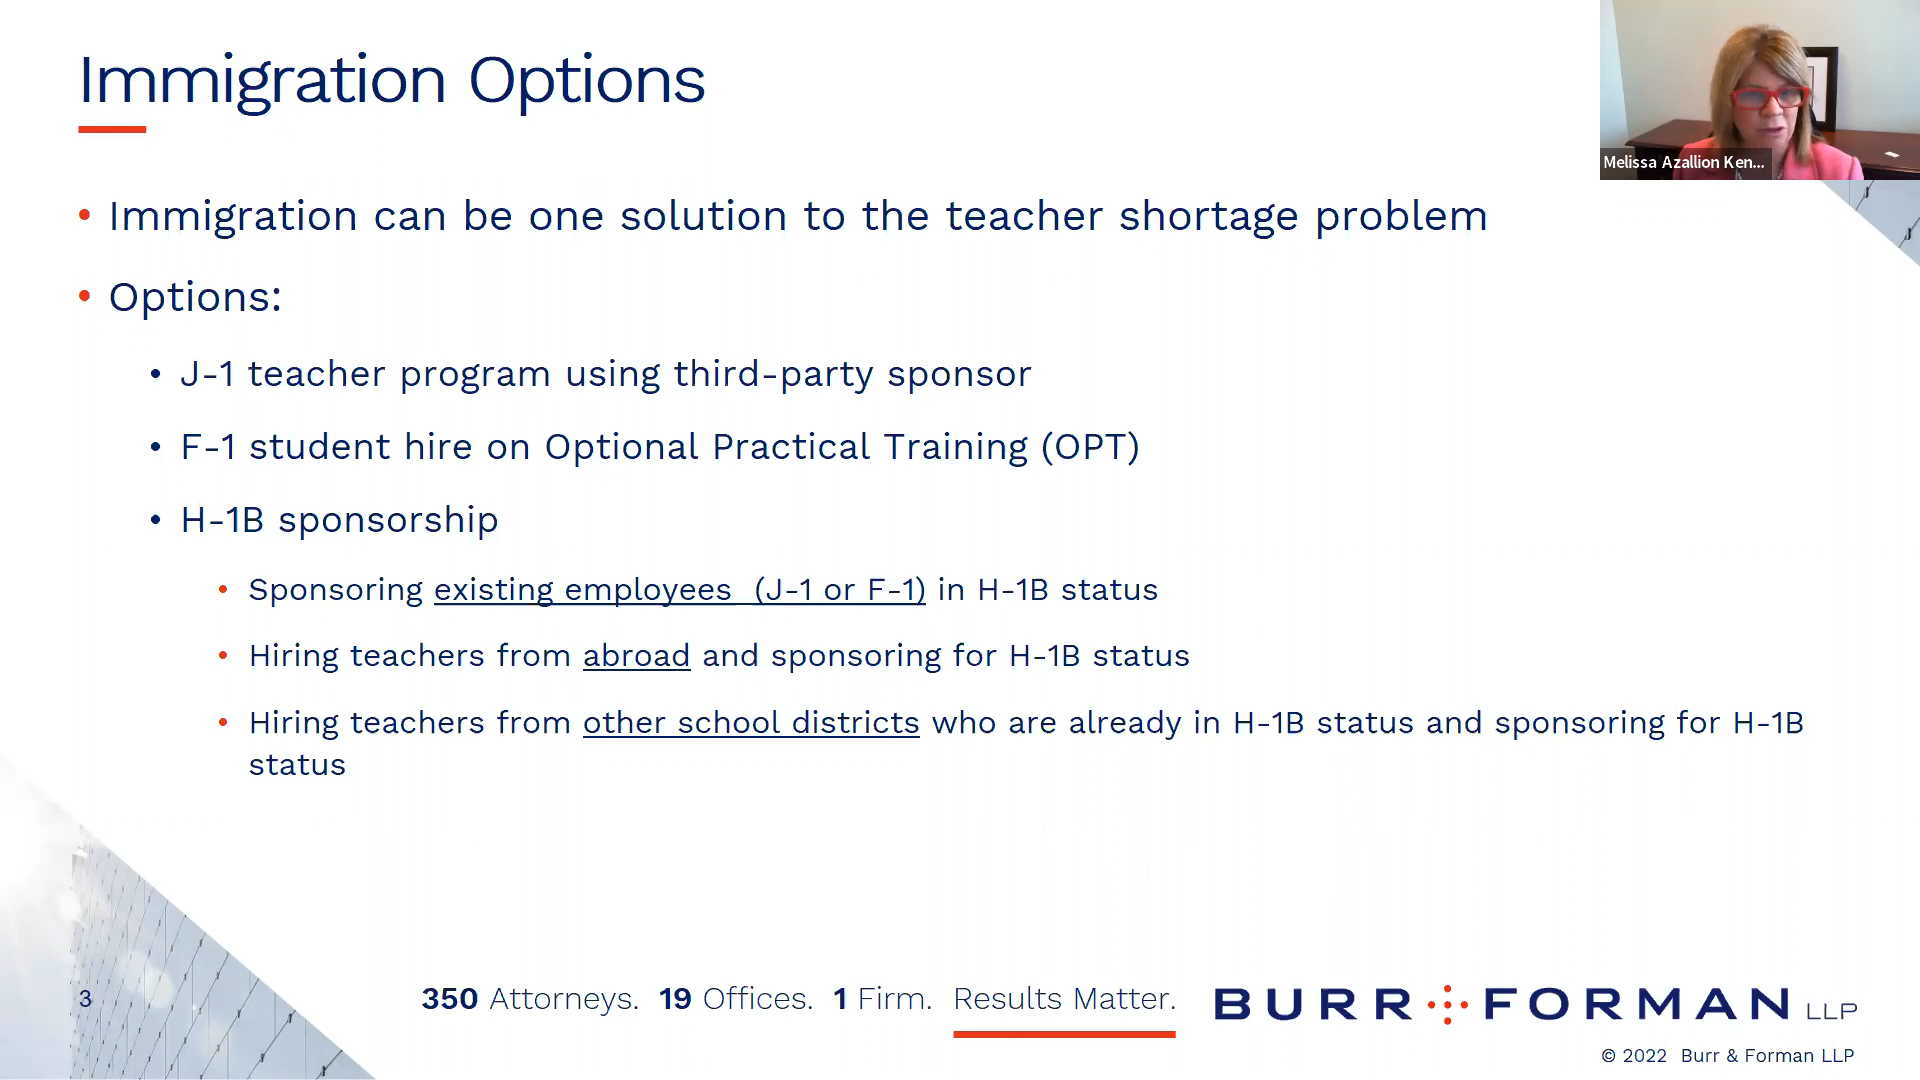 Immigration Options
Melissa Azallion Ken...
• Immigration can be one solution to the teacher shortage problem
• Options:
• J-1 teacher program using third-party sponsor
• F-1 student hire on Optional Practical Training (OPT)
• H-1B sponsorship
• Sponsoring existing employees (J-1 or F-1) in H-1B status
• Hiring teachers from abroad and sponsoring for H-1B status
• Hiring teachers from other school districts who are already in H-1B status and sponsoring for H-1B
status
3
350 Attorneys. 19 Offices. 1 Firm. Results Matter.
BURR FORMAN LLP
© 2022 Burr & Forman LLP